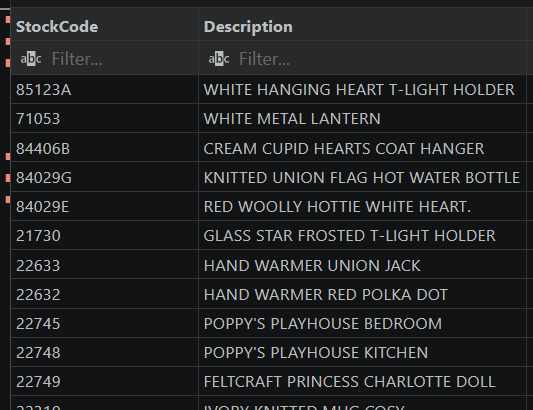 StockCode Description
abc Filter... abc Filter...
85123A WHITE HANGING HEART T-LIGHT HOLDER
71053 WHITE METAL LANTERN
84406B CREAM CUPID HEARTS COAT HANGER
84029G KNITTED UNION FLAG HOT WATER BOTTLE
84029E RED WOOLLY HOTTIE WHITE HEART.
21730 GLASS STAR FROSTED T-LIGHT HOLDER
22633 HAND WARMER UNION JACK
22632 HAND WARMER RED POLKA DOT
22745 POPPY'S PLAYHOUSE BEDROOM
22748 POPPY'S PLAYHOUSE KITCHEN
22749 FELTCRAFT PRINCESS CHARLOTTE DOLL
IVORY KNITTED MUG COSY